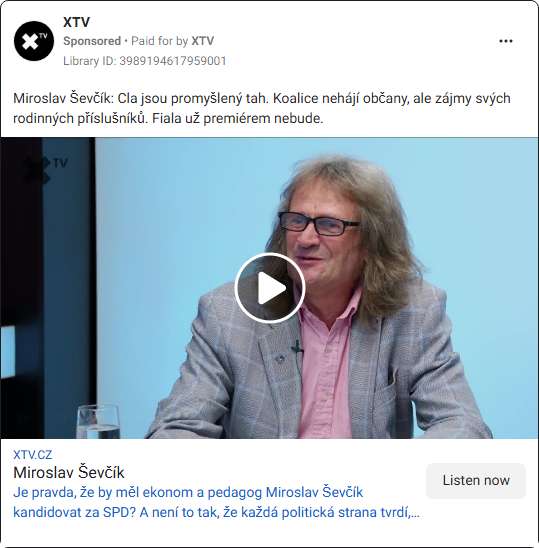 XTV
Sponsored • Paid for by XTV
Library ID: 3989194617959001
Miroslav Ševčík: Cla jsou promyšlený tah. Koalice nehájí občany, ale zájmy svých
rodinných příslušníků. Fiala už premiérem nebude.
XTV
XTV.CZ
Miroslav Ševčík
Je pravda, že by měl ekonom a pedagog Miroslav Ševčík
kandidovat za SPD? A není to tak, že každá politická strana tvrdí,...
Listen now